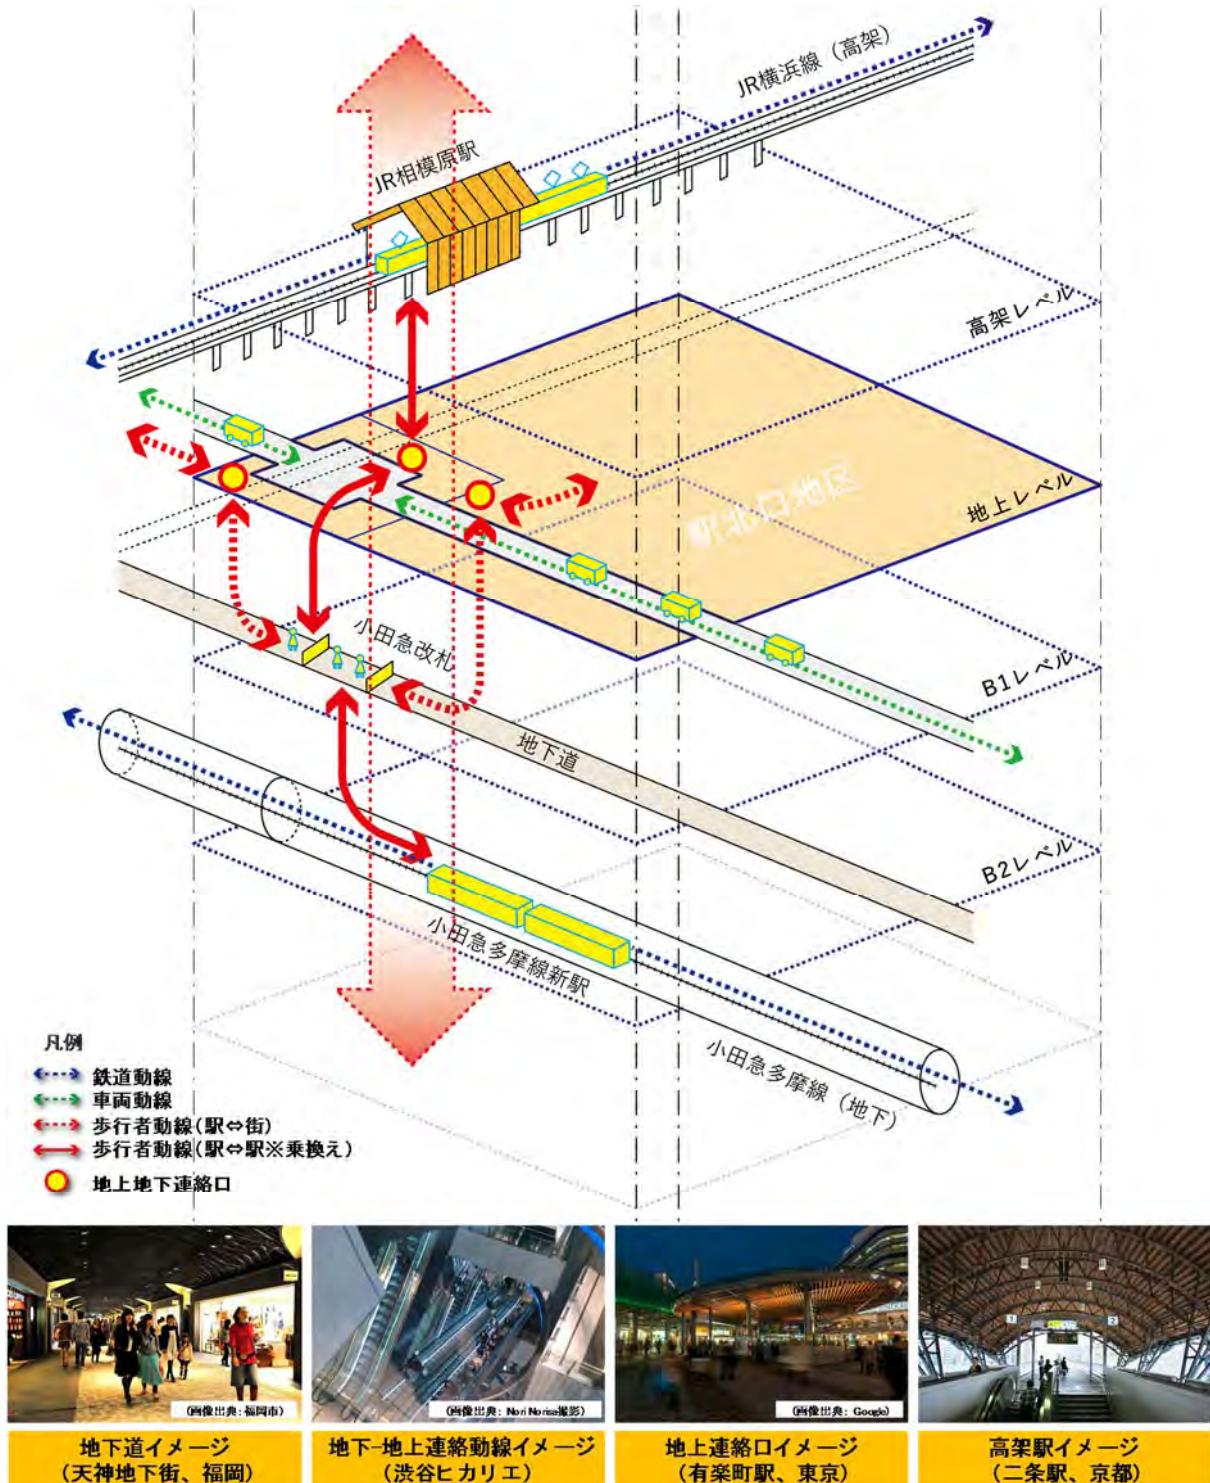 JR横浜線（高架）
JR相模原駅
高架レベル
駅北口地区
地上レベル
小田急改札
B1レベル
地下道
B2レベル
小田急多摩線新駅
小田急多摩線（地下）
凡例
鉄道動線
車両動線
歩行者動線(駅⇔街)
歩行者動線(駅⇔駅※乗換え)
地上地下連絡口
(画像出典：福岡市)
(画像出典：Nori Norisa撮影)
(画像出典：Google)
1
2
地下道イメージ
(天神地下街、福岡)
地下-地上連絡動線イメージ
(渋谷ヒカリエ)
地上連絡口イメージ
(有楽町駅、東京)
高架駅イメージ
(二条駅、京都)